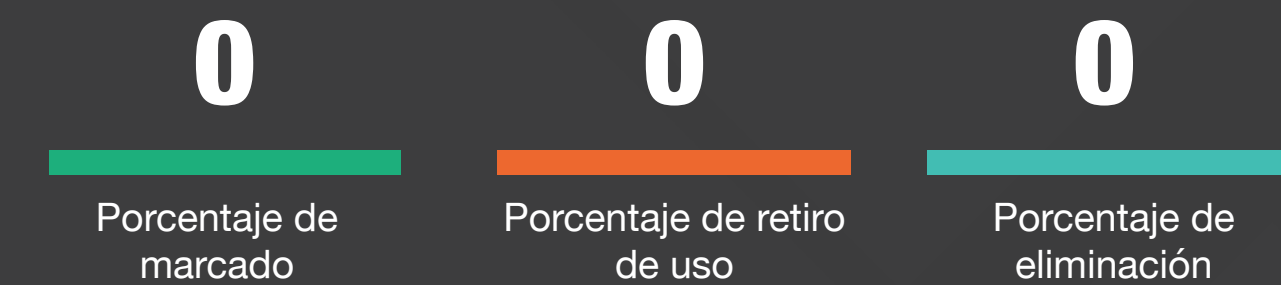 0
Porcentaje de
marcado
0
Porcentaje de retiro
de uso
0
Porcentaje de
eliminación